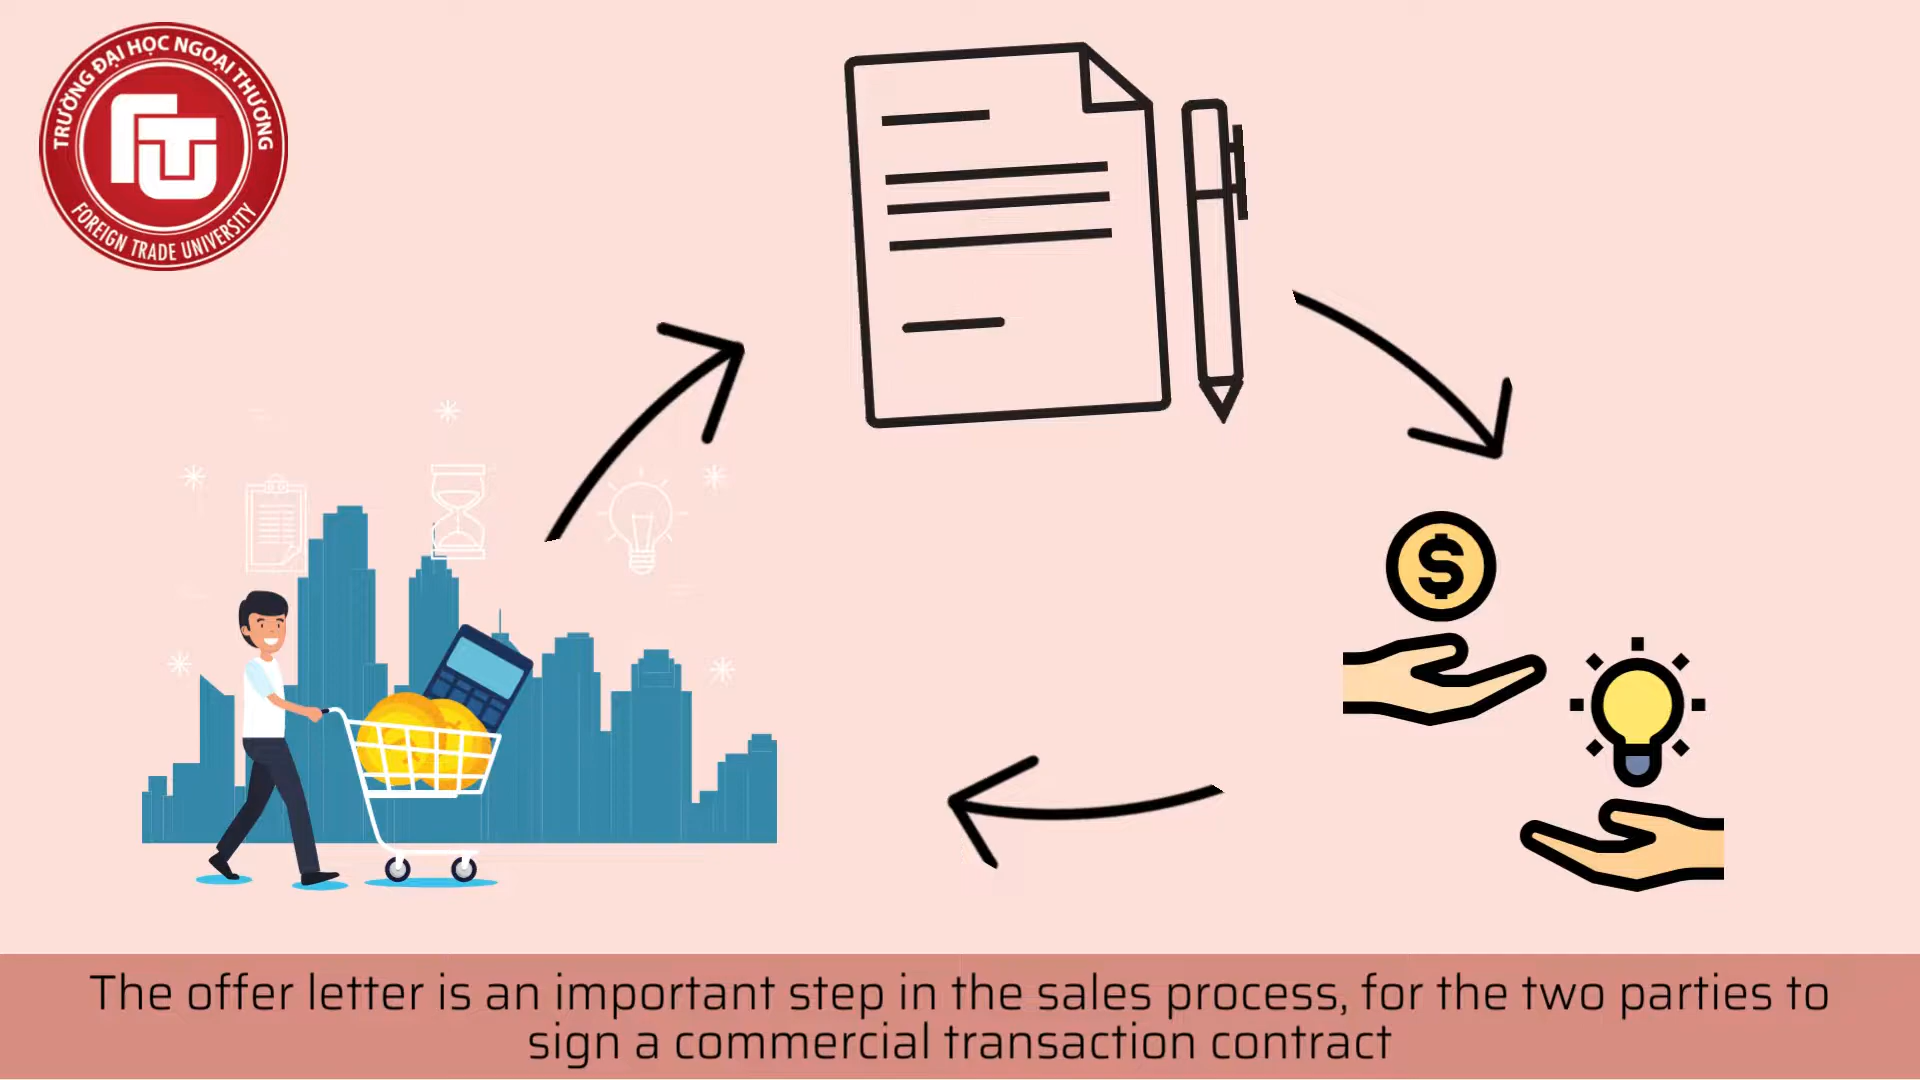 TRƯỜNG ĐẠI HỌC NGOẠI THƯƠNG
FTU
FOREIGN TRADE UNIVERSITY
$
The offer letter is an important step in the sales process, for the two parties to
sign a commercial transaction contract